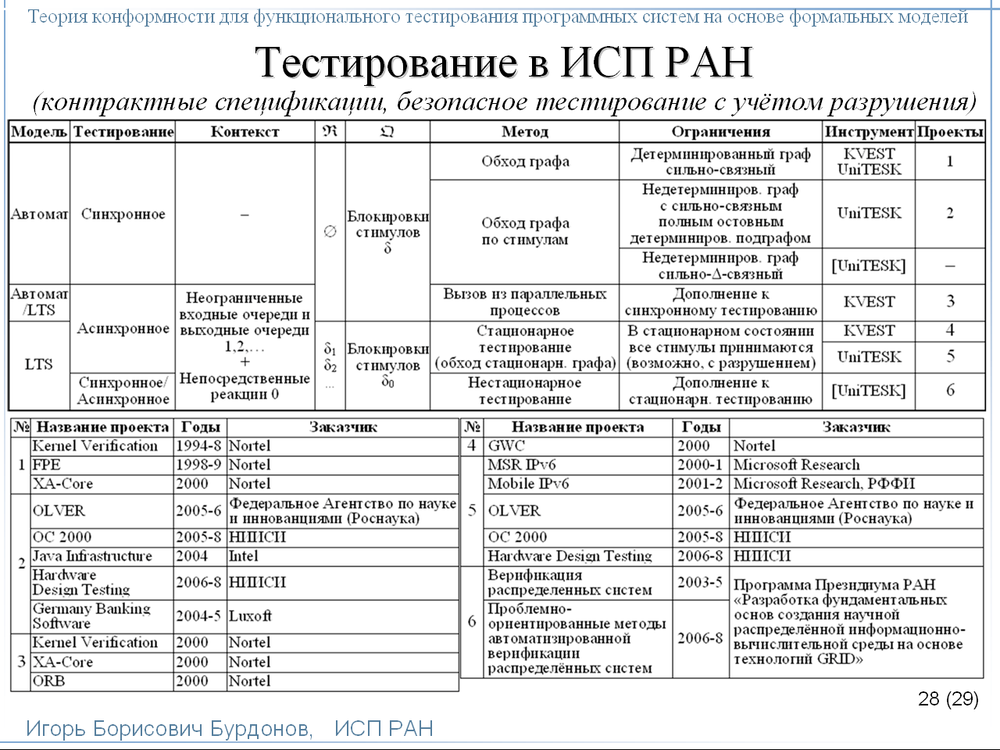 Теория конформности для функционального тестирования программных систем на основе формальных моделей
Тестирование в ИСП РАН
(контрактные спецификации, безопасное тестирование с учётом разрушения)
Модель Тестирование Контекст ℜ 𝔔 Метод Ограничения Инструмент Проекты
Автомат Синхронное – ∅ Блокировки
стимулов
δ
Обход графа Детерминированный граф
сильно-связный
KVEST
UniTESK
1
Обход графа
по стимулам
Недетерминиров. граф
с сильно-связным
полным остовным
детерминиров. подграфом
UniTESK 2
Недетерминиров. граф
сильно-Δ-связный
[UniTESK] –
Автомат
/LTS
Асинхронное
Неограниченные
входные очереди и
выходные очереди
1,2,…
+
Непосредственные
реакции 0
Вызов из параллельных
процессов
Дополнение к
синхронному тестированию
KVEST 3
LTS
δ1
δ2
...
Блокировки
стимулов
δ0
Стационарное
тестирование
(обход стационарн. графа)
В стационарном состоянии
все стимулы принимаются
(возможно, с разрушением)
KVEST 4
UniTESK 5
Синхронное/
Асинхронное
Нестационарное
тестирование
Дополнение к
стационарн. тестированию
[UniTESK] 6
№ Название проекта Годы Заказчик
1
Kernel Verification 1994-8 Nortel
FPE 1998-9 Nortel
XA-Core 2000 Nortel
2
OLVER 2005-6 Федеральное Агентство по науке
и иннованциями (Роснаука)
ОС 2000 2005-8 НИИСИ
Java Infrastructure 2004 Intel
Hardware
Design Testing
2006-8 НИИСИ
Germany Banking
Software
2004-5 Luxoft
3
Kernel Verification 2000 Nortel
XA-Core 2000 Nortel
ORB 2000 Nortel
№ Название проекта Годы Заказчик
4 GWC 2000 Nortel
5
MSR IPv6 2000-1 Microsoft Research
Mobile IPv6 2001-2 Microsoft Research, РФФИ
OLVER 2005-6 Федеральное Агентство по науке и
иннованциями (Роснаука)
ОС 2000 2005-8 НИИСИ
Hardware Design Testing 2006-8 НИИСИ
6
Верификация
распределенных систем
2003-5
Проблемно-
ориентированные методы
автоматизированной
верификации
распределённых систем
2006-8
Программа Президиума РАН
«Разработка фундаментальных
основ создания научной
распределённой информационно-
вычислительной среды на основе
технологий GRID»
28 (29)
Игорь Борисович Бурдонов, ИСП РАН